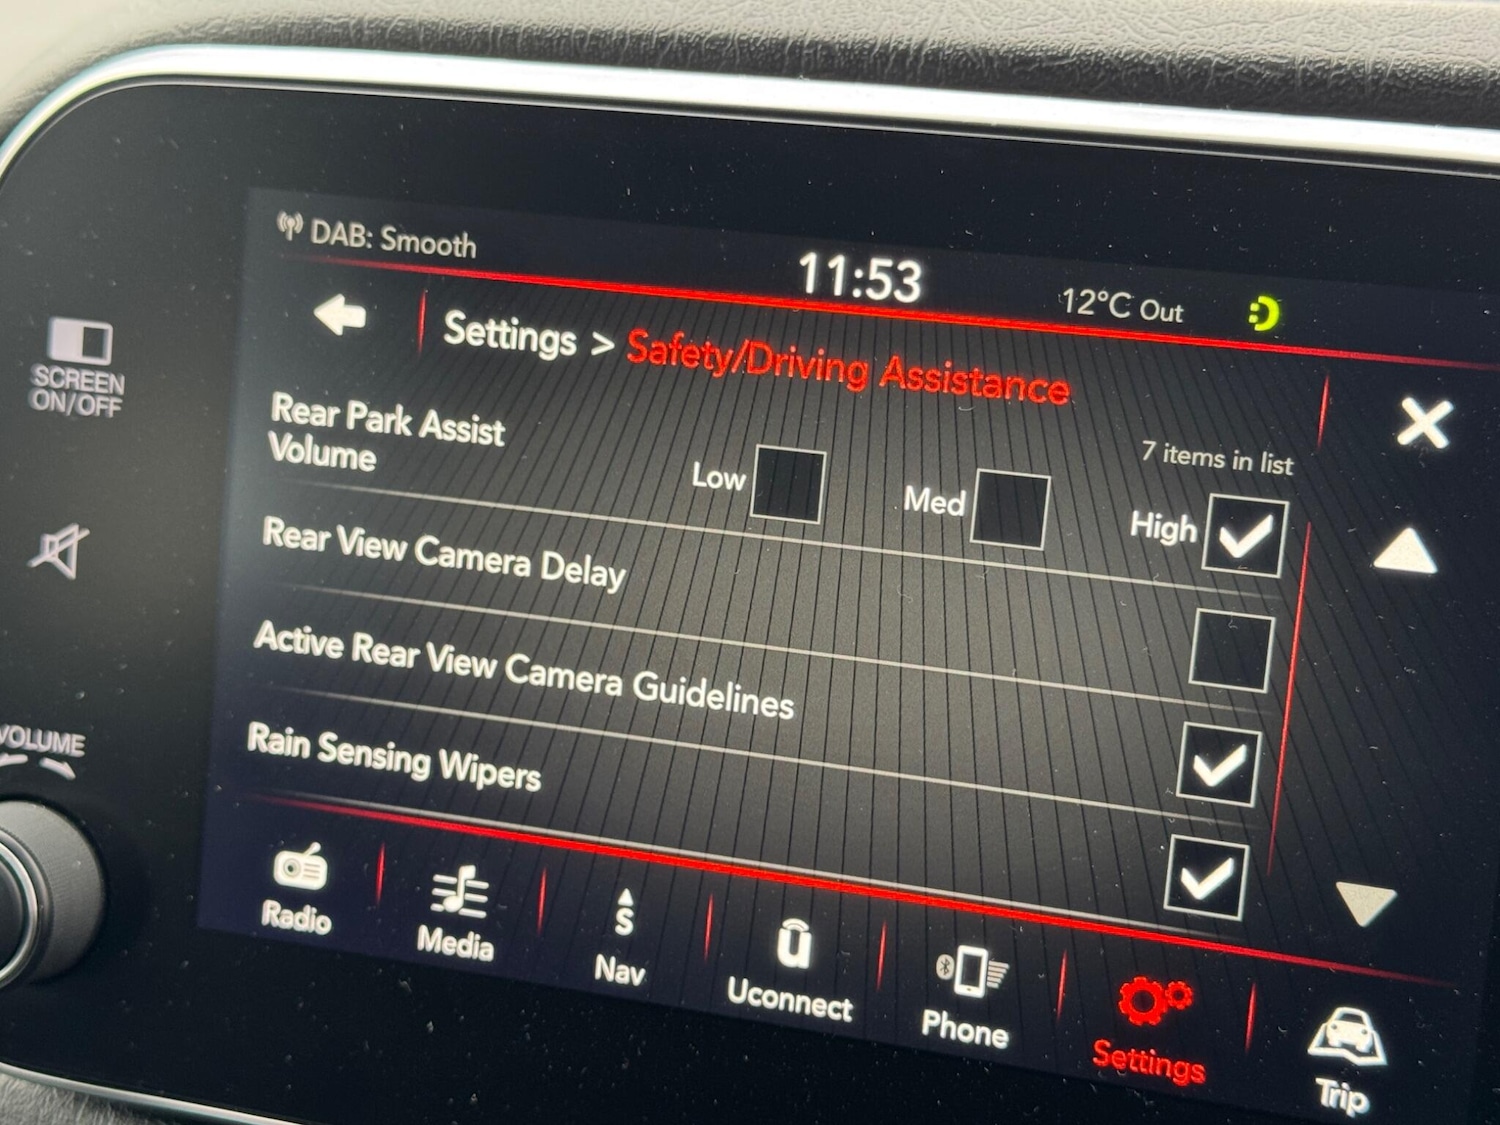 DAB: Smooth
11:53
12°C Out
Settings > Safety/Driving Assistance
7 items in list
Rear Park Assist
Volume
Low
Med
High
Rear View Camera Delay
Active Rear View Camera Guidelines
Rain Sensing Wipers
SCREEN
ON/OFF
VOLUME
Radio
Media
S
Nav
Uconnect
Phone
Settings
Trip